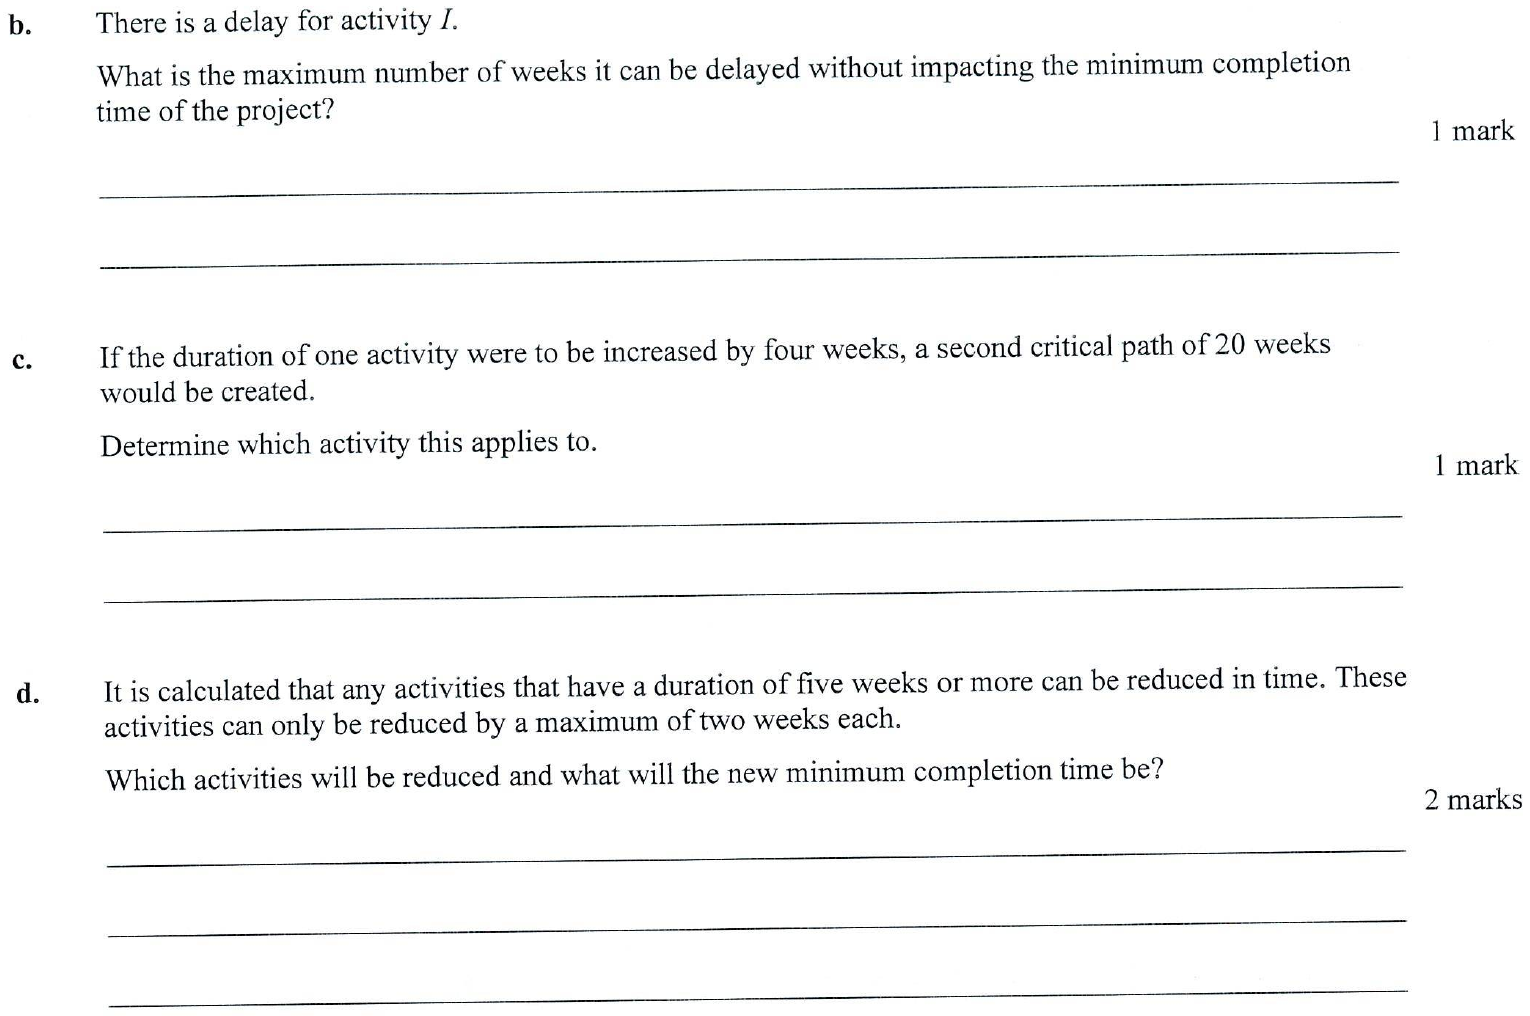 b. There is a delay for activity I.
What is the maximum number of weeks it can be delayed without impacting the minimum completion
time of the project?
1 mark
c. If the duration of one activity were to be increased by four weeks, a second critical path of 20 weeks
would be created.
Determine which activity this applies to.
1 mark
d. It is calculated that any activities that have a duration of five weeks or more can be reduced in time. These
activities can only be reduced by a maximum of two weeks each.
Which activities will be reduced and what will the new minimum completion time be?
2 marks